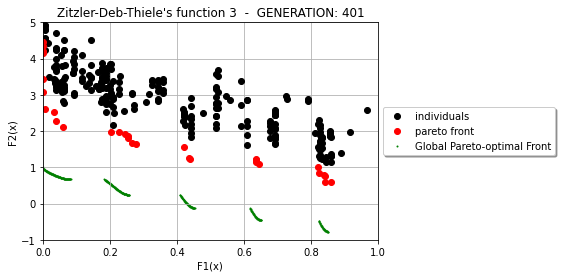 Zitzler-Deb-Thiele's function 3 - GENERATION: 401
5
4
3
2
1
0
−1
F2(x)
0.0 0.2 0.4 0.6 0.8 1.0
F1(x)
individuals
pareto front
Global Pareto-optimal Front